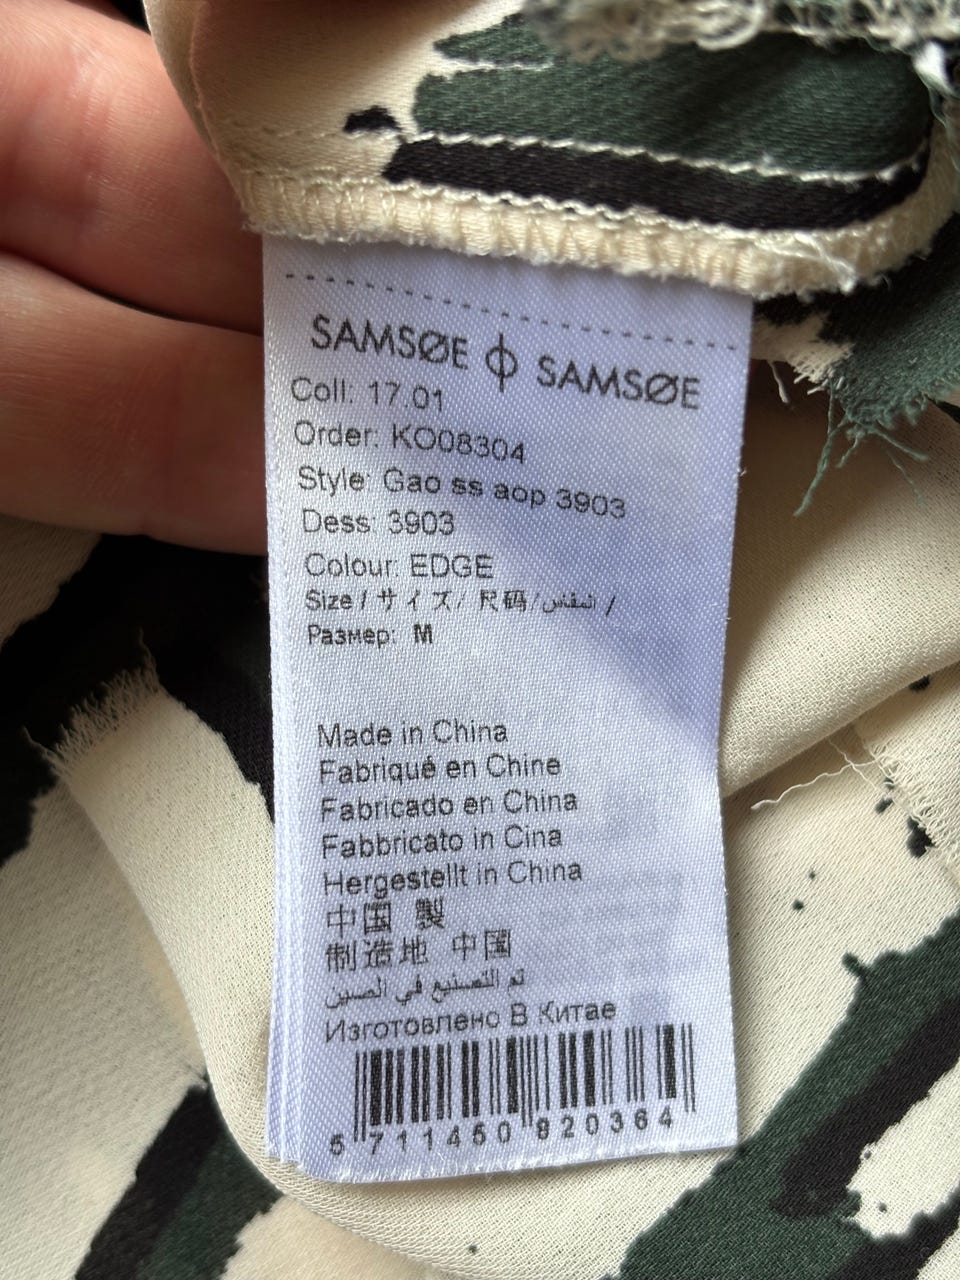 SAMSØE ϕ SAMSØE
Coll: 17.01
Order: KO08304
Style: Gao ss aop 3903
Dess: 3903
Colour: EDGE
Size / サイズ / 尺码 / المقاس /
Размер: M
Made in China
Fabriqué en Chine
Fabricado en China
Fabbricato in Cina
Hergestellt in China
中国 製
制造地 中国
تم التصنيع في الصين
Изготовлено В Китае
5 711450 820364